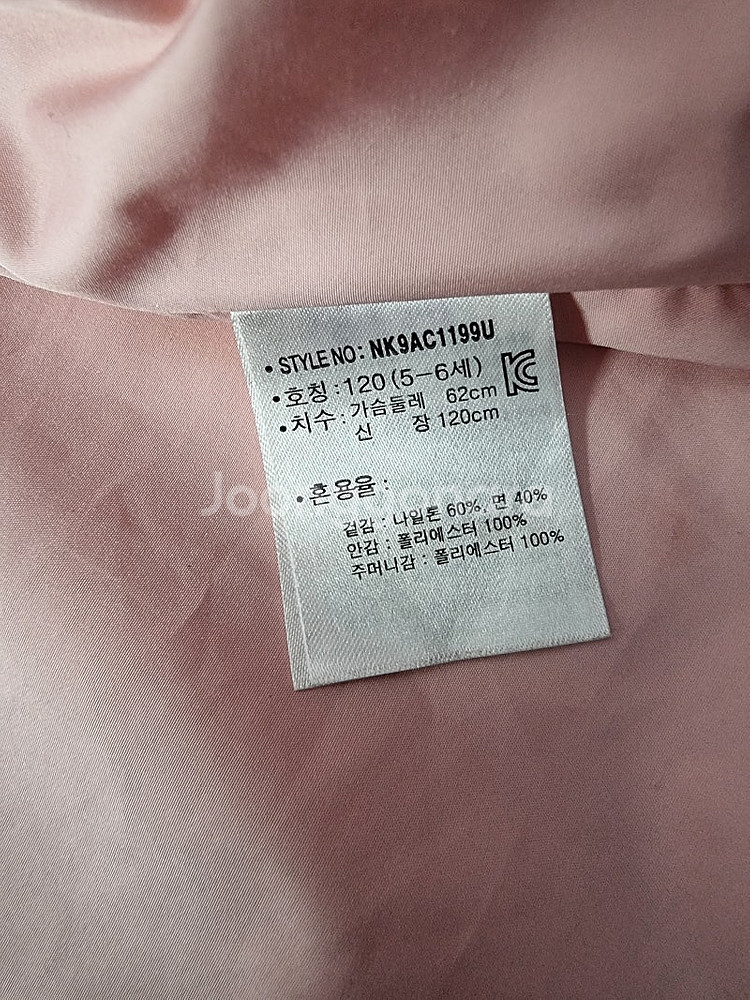 • STYLE NO : NK9AC1199U
• 호칭 : 120 (5-6세)
• 치수 : 가슴둘레 62cm
신 장 120cm
• 혼용율 :
겉감 : 나일론 60%, 면 40%
안감 : 폴리에스터 100%
주머니감 : 폴리에스터 100%